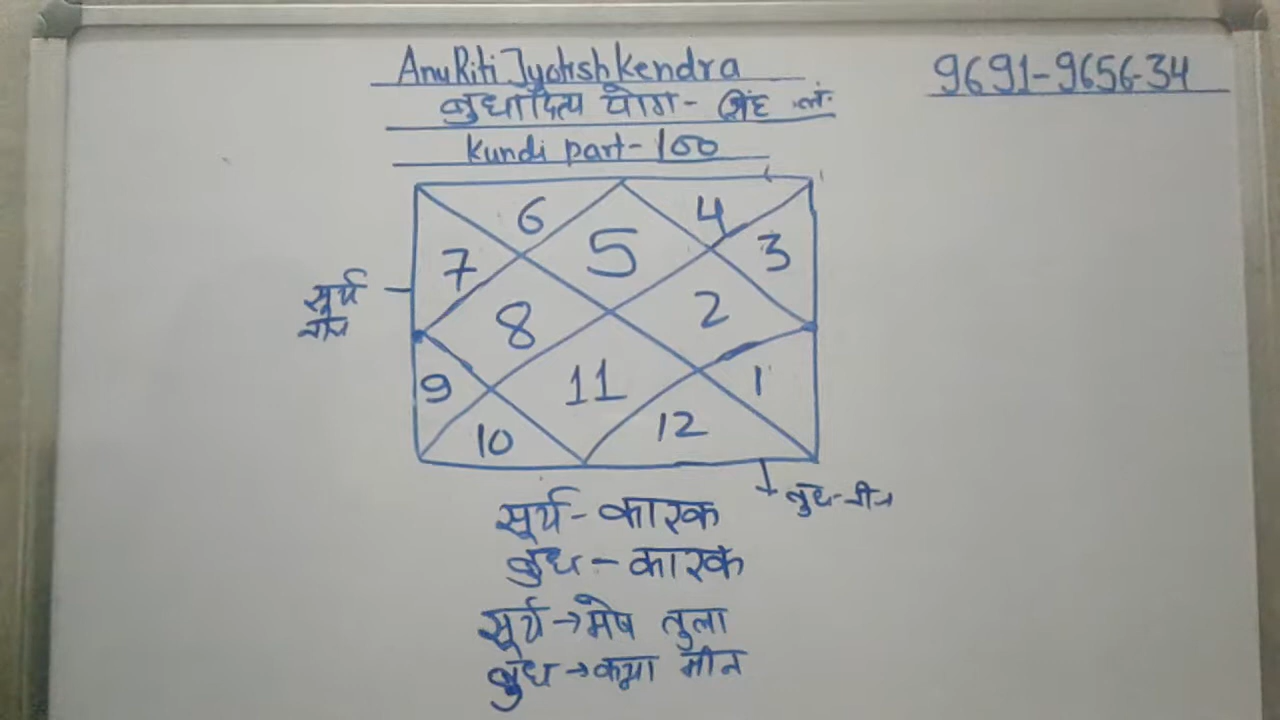 AnuRiti Jyotish Kendra
9691-9656-34
बुधादित्य योग - सिंह लं.
Kundi part-100
6
5
4
7
3
सूर्य
नीच
8
2
9
11
1
10
12
बुध-नीच
सूर्य - कारक
बुध - कारक
सूर्य → मेष तुला
बुध → कन्या मीन